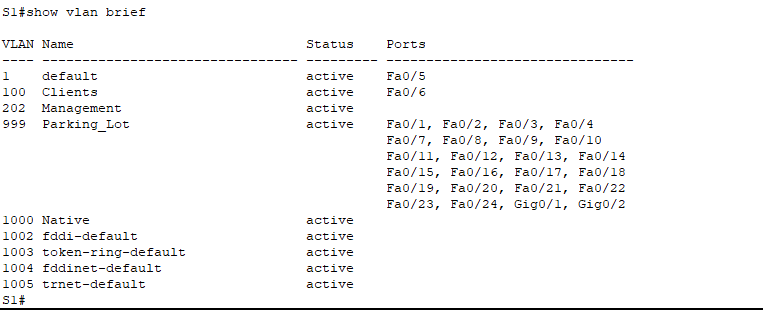 S1#show vlan brief
VLAN Name                             Status    Ports
---- -------------------------------- --------- -------------------------------
1    default                          active    Fa0/5
100  Clients                          active    Fa0/6
202  Management                       active
999  Parking_Lot                      active    Fa0/1, Fa0/2, Fa0/3, Fa0/4
                                                Fa0/7, Fa0/8, Fa0/9, Fa0/10
                                                Fa0/11, Fa0/12, Fa0/13, Fa0/14
                                                Fa0/15, Fa0/16, Fa0/17, Fa0/18
                                                Fa0/19, Fa0/20, Fa0/21, Fa0/22
                                                Fa0/23, Fa0/24, Gig0/1, Gig0/2
1000 Native                           active
1002 fddi-default                     active
1003 token-ring-default               active
1004 fddinet-default                  active
1005 trnet-default                    active
S1#